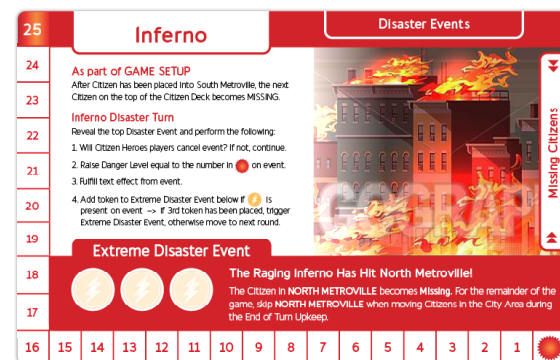 25
Inferno
Disaster Events
24
As part of GAME SETUP
After Citizen has been placed into South Metroville, the next
Citizen on the top of the Citizen Deck becomes MISSING.
23
Inferno Disaster Turn
Reveal the top Disaster Event and perform the following:
22
1. Will Citizen Heroes players cancel event? If not, continue.
2. Raise Danger Level equal to the number in on event.
21
3. Fulfill text effect from event.
4. Add token to Extreme Disaster Event below if is
present on event –> If 3rd token has been placed, trigger
Extreme Disaster Event, otherwise move to next round.
20
19
Missing Citizens
Extreme Disaster Event
18
The Raging Inferno Has Hit North Metroville!
The Citizen in NORTH METROVILLE becomes Missing. For the remainder of the
game, skip NORTH METROVILLE when moving Citizens in the City Area during
the End of Turn Upkeep.
17
16 15 14 13 12 11 10 9 8 7 6 5 4 3 2 1